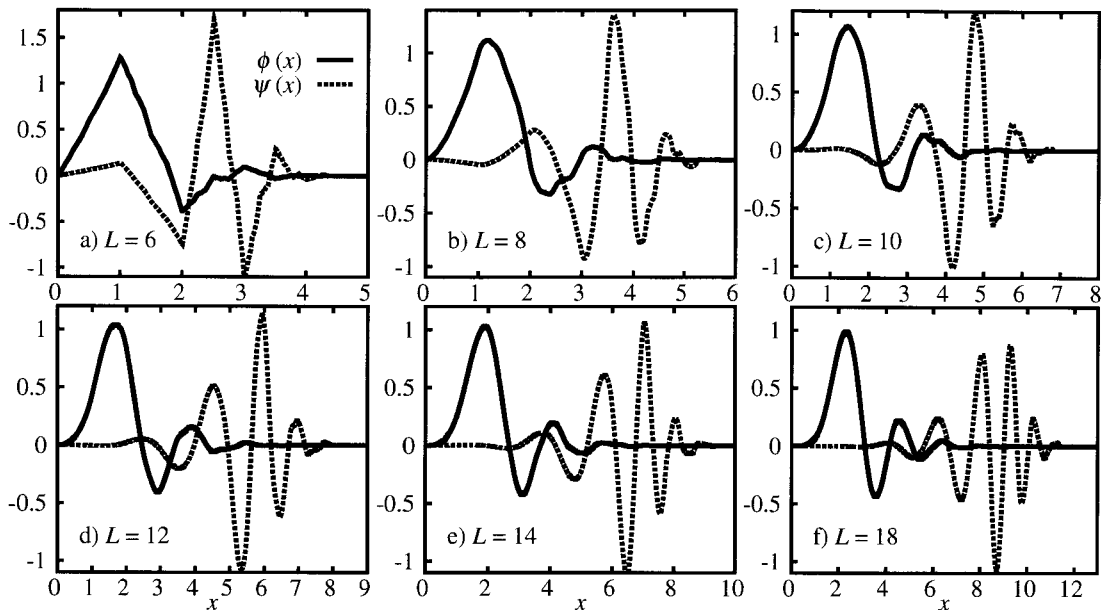 1.5
1
0.5
0
-0.5
-1
ϕ (x)
ψ (x)
a) L = 6
0 1 2 3 4 5
1
0.5
0
-0.5
-1
b) L = 8
0 1 2 3 4 5 6
1
0.5
0
-0.5
-1
c) L = 10
0 1 2 3 4 5 6 7 8
1
0.5
0
-0.5
-1
d) L = 12
0 1 2 3 4 5 6 7 8 9
x
1
0.5
0
-0.5
-1
e) L = 14
0 2 4 6 8 10
x
1
0.5
0
-0.5
-1
f) L = 18
0 2 4 6 8 10 12
x